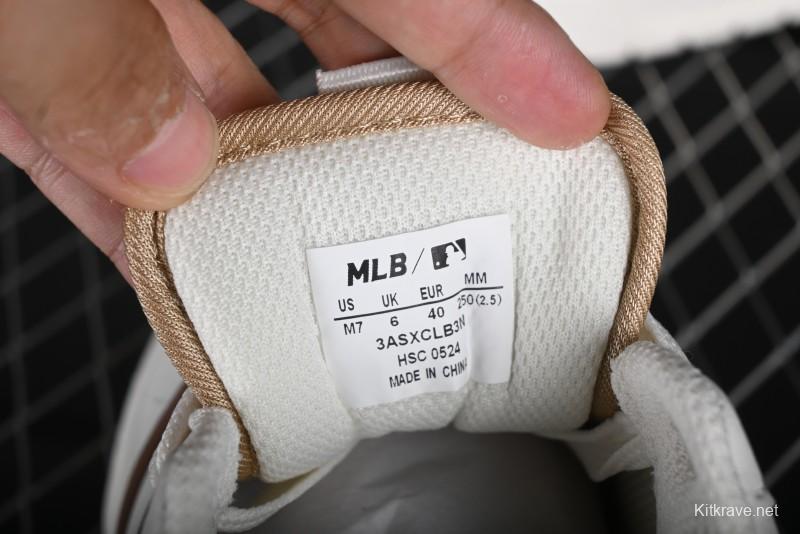 MLB /
US UK EUR MM
M7 6 40 250(2.5)
3ASXCLB3N
HSC 0524
MADE IN CHINA
Kitkrave.net